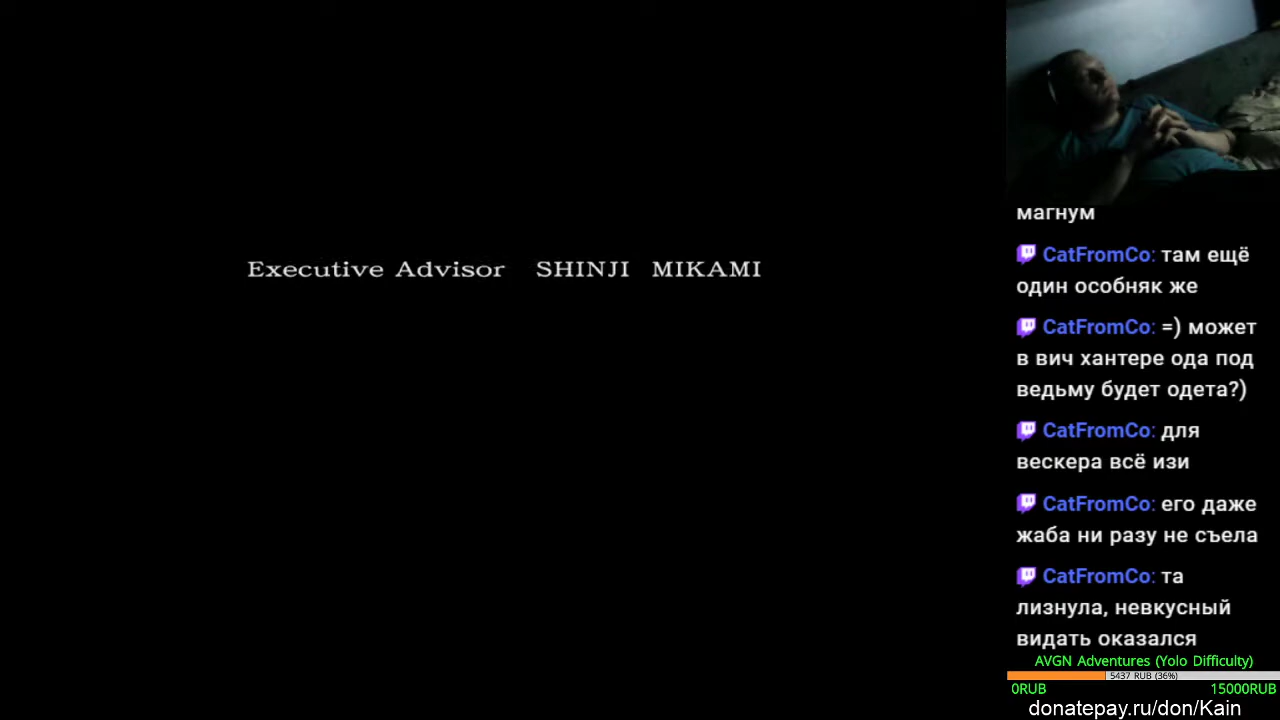 Executive Advisor SHINJI MIKAMI
магнум
CatFromCo: там ещё
один особняк же
CatFromCo: =) может
в вич хантере ода под
ведьму будет одета?)
CatFromCo: для
вескера всё изи
CatFromCo: его даже
жаба ни разу не съела
CatFromCo: та
лизнула, невкусный
видать оказался
AVGN Adventures (Yolo Difficulty)
5437 RUB (36%)
0RUB 15000RUB
donatepay.ru/don/Kain